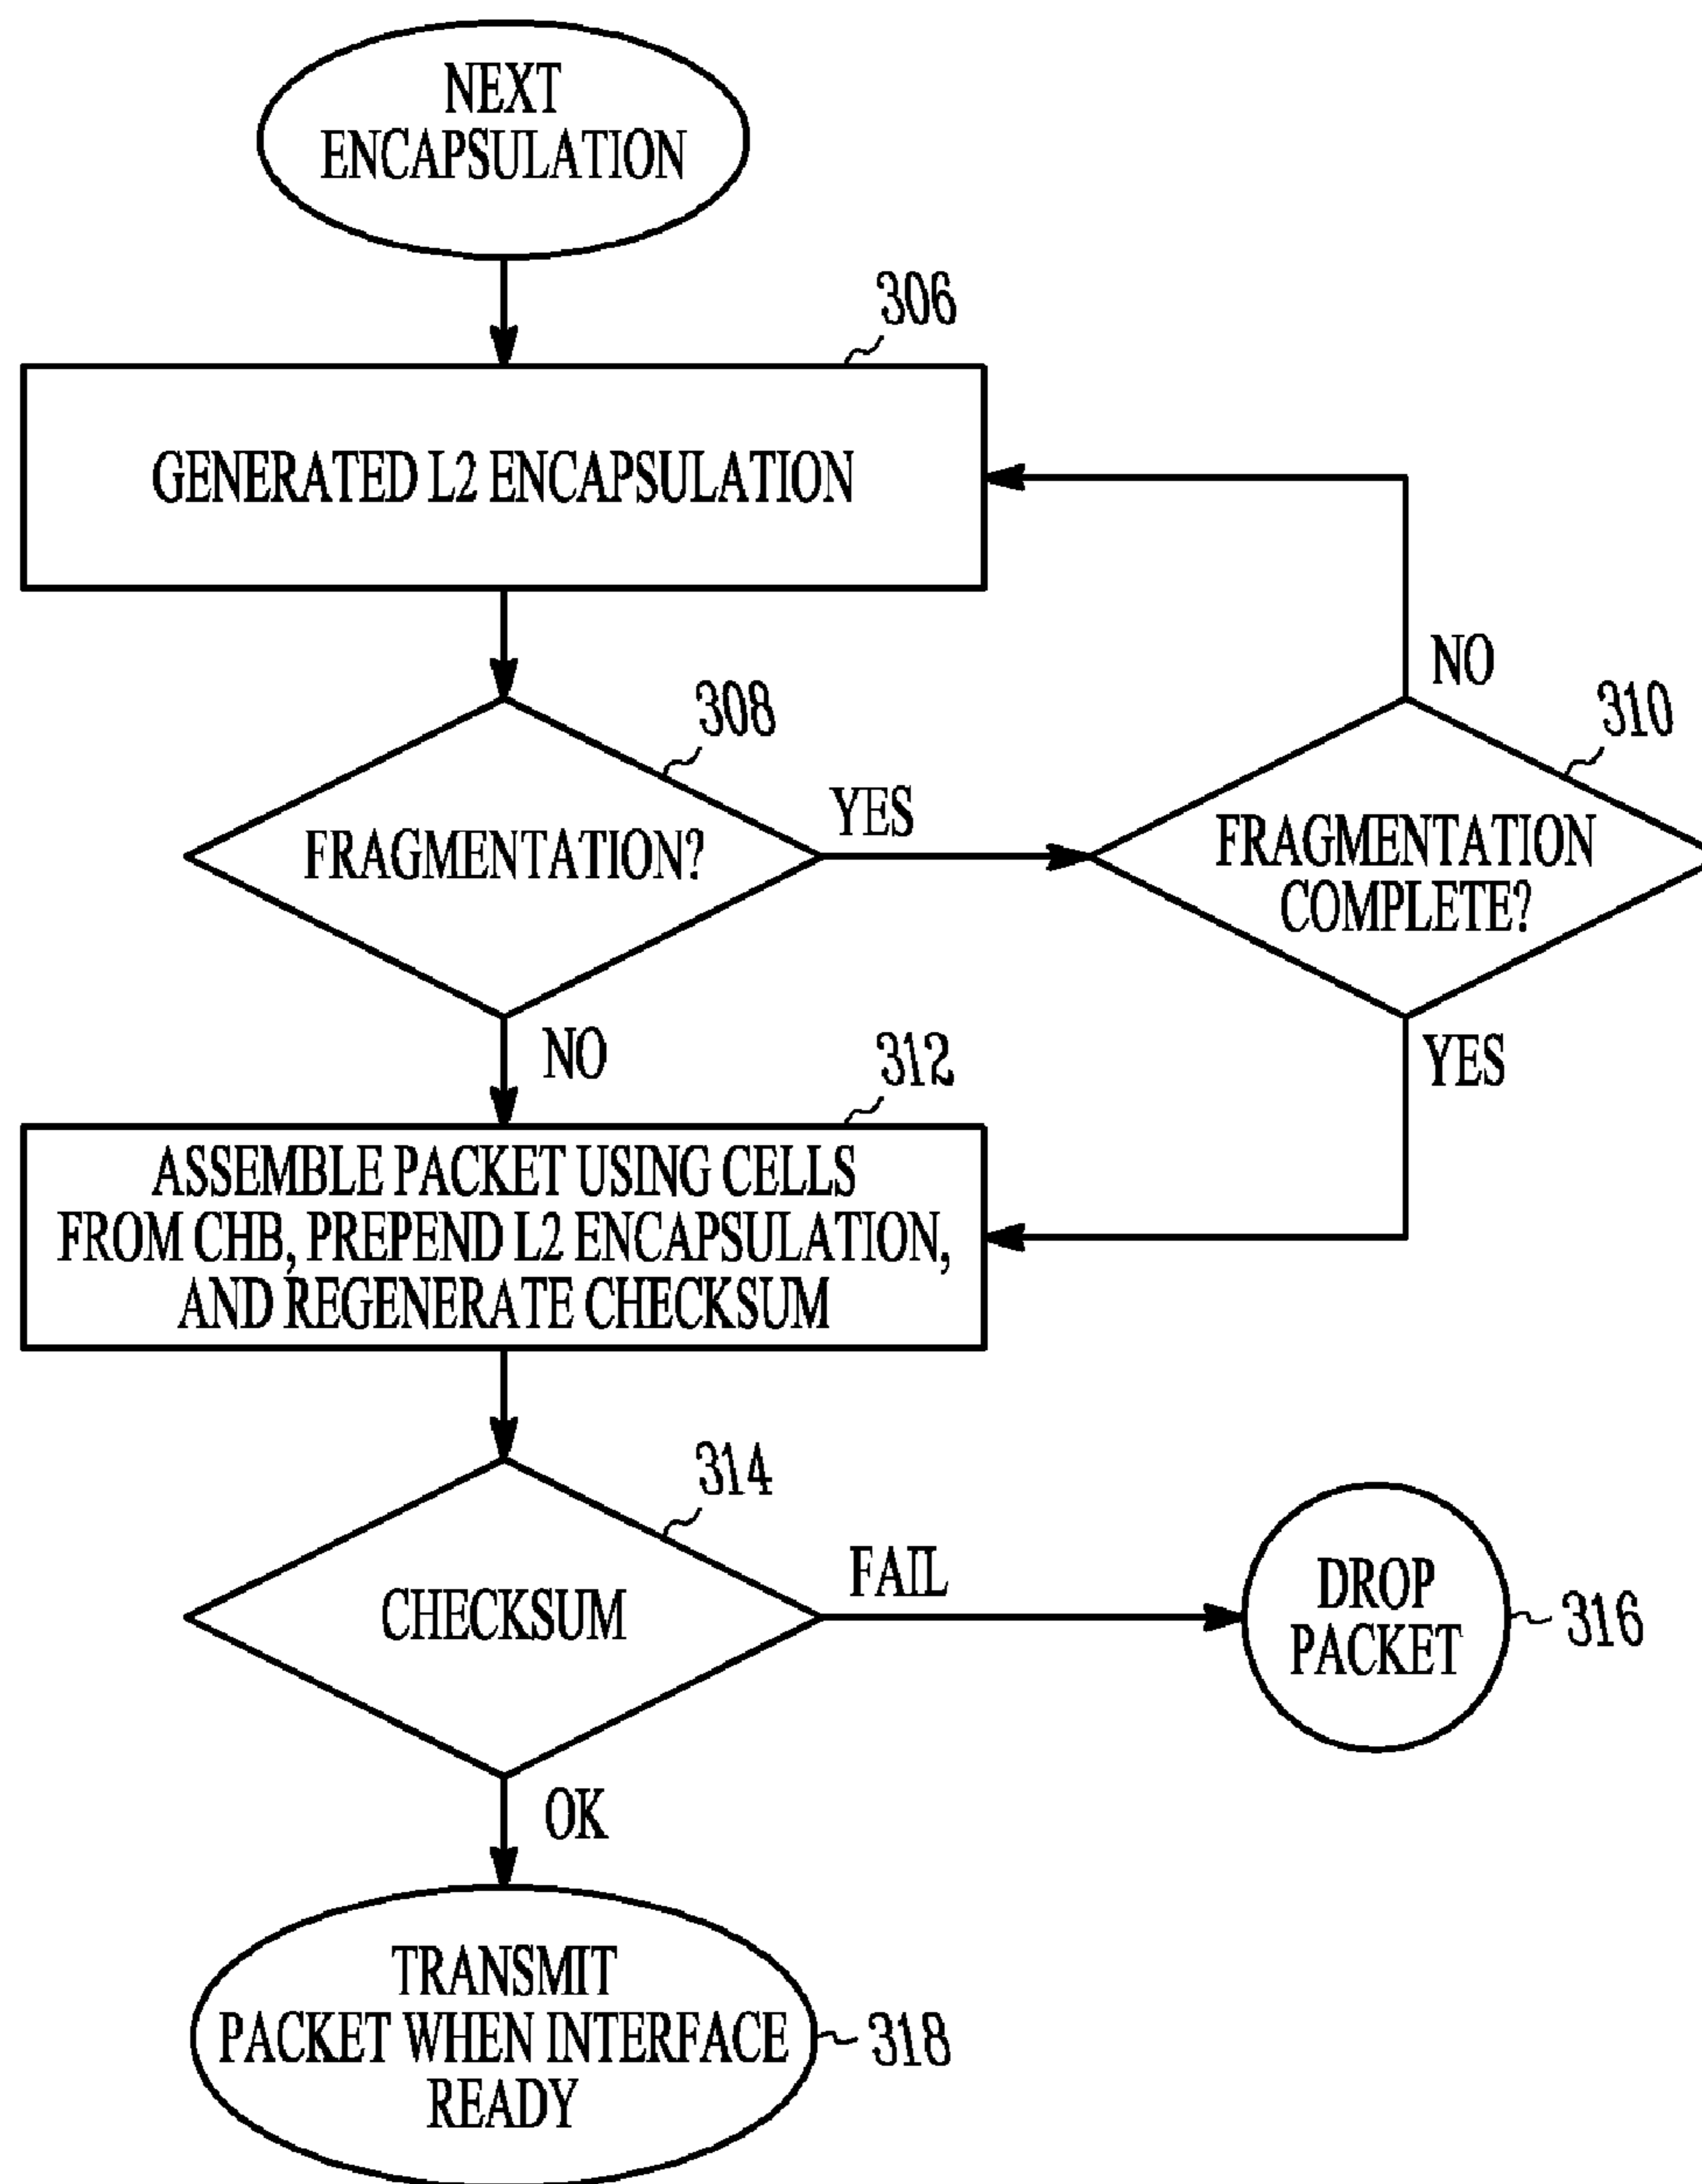 NEXT
ENCAPSULATION
306
GENERATED L2 ENCAPSULATION
NO
308
310
YES
FRAGMENTATION?
FRAGMENTATION
COMPLETE?
NO
312
YES
ASSEMBLE PACKET USING CELLS
FROM CHB, PREPEND L2 ENCAPSULATION,
AND REGENERATE CHECKSUM
314
FAIL
CHECKSUM
DROP
PACKET
316
OK
TRANSMIT
PACKET WHEN INTERFACE
READY
318